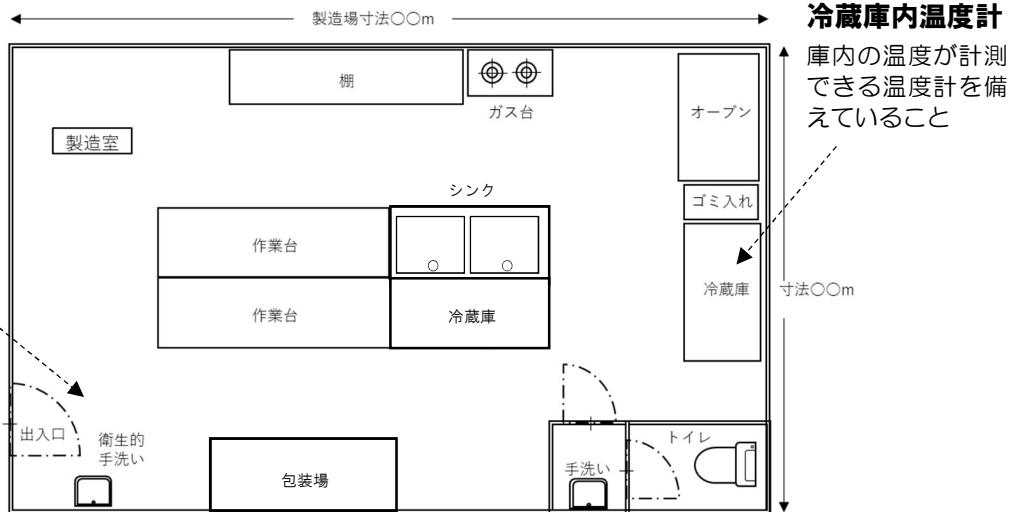 製造場寸法〇〇m
冷蔵庫内温度計
庫内の温度が計測
できる温度計を備
えていること
棚
ガス台
オーブン
製造室
シンク
ゴミ入れ
作業台
作業台
冷蔵庫
冷蔵庫
寸法〇〇m
出入口
衛生的
手洗い
包装場
手洗い
トイレ